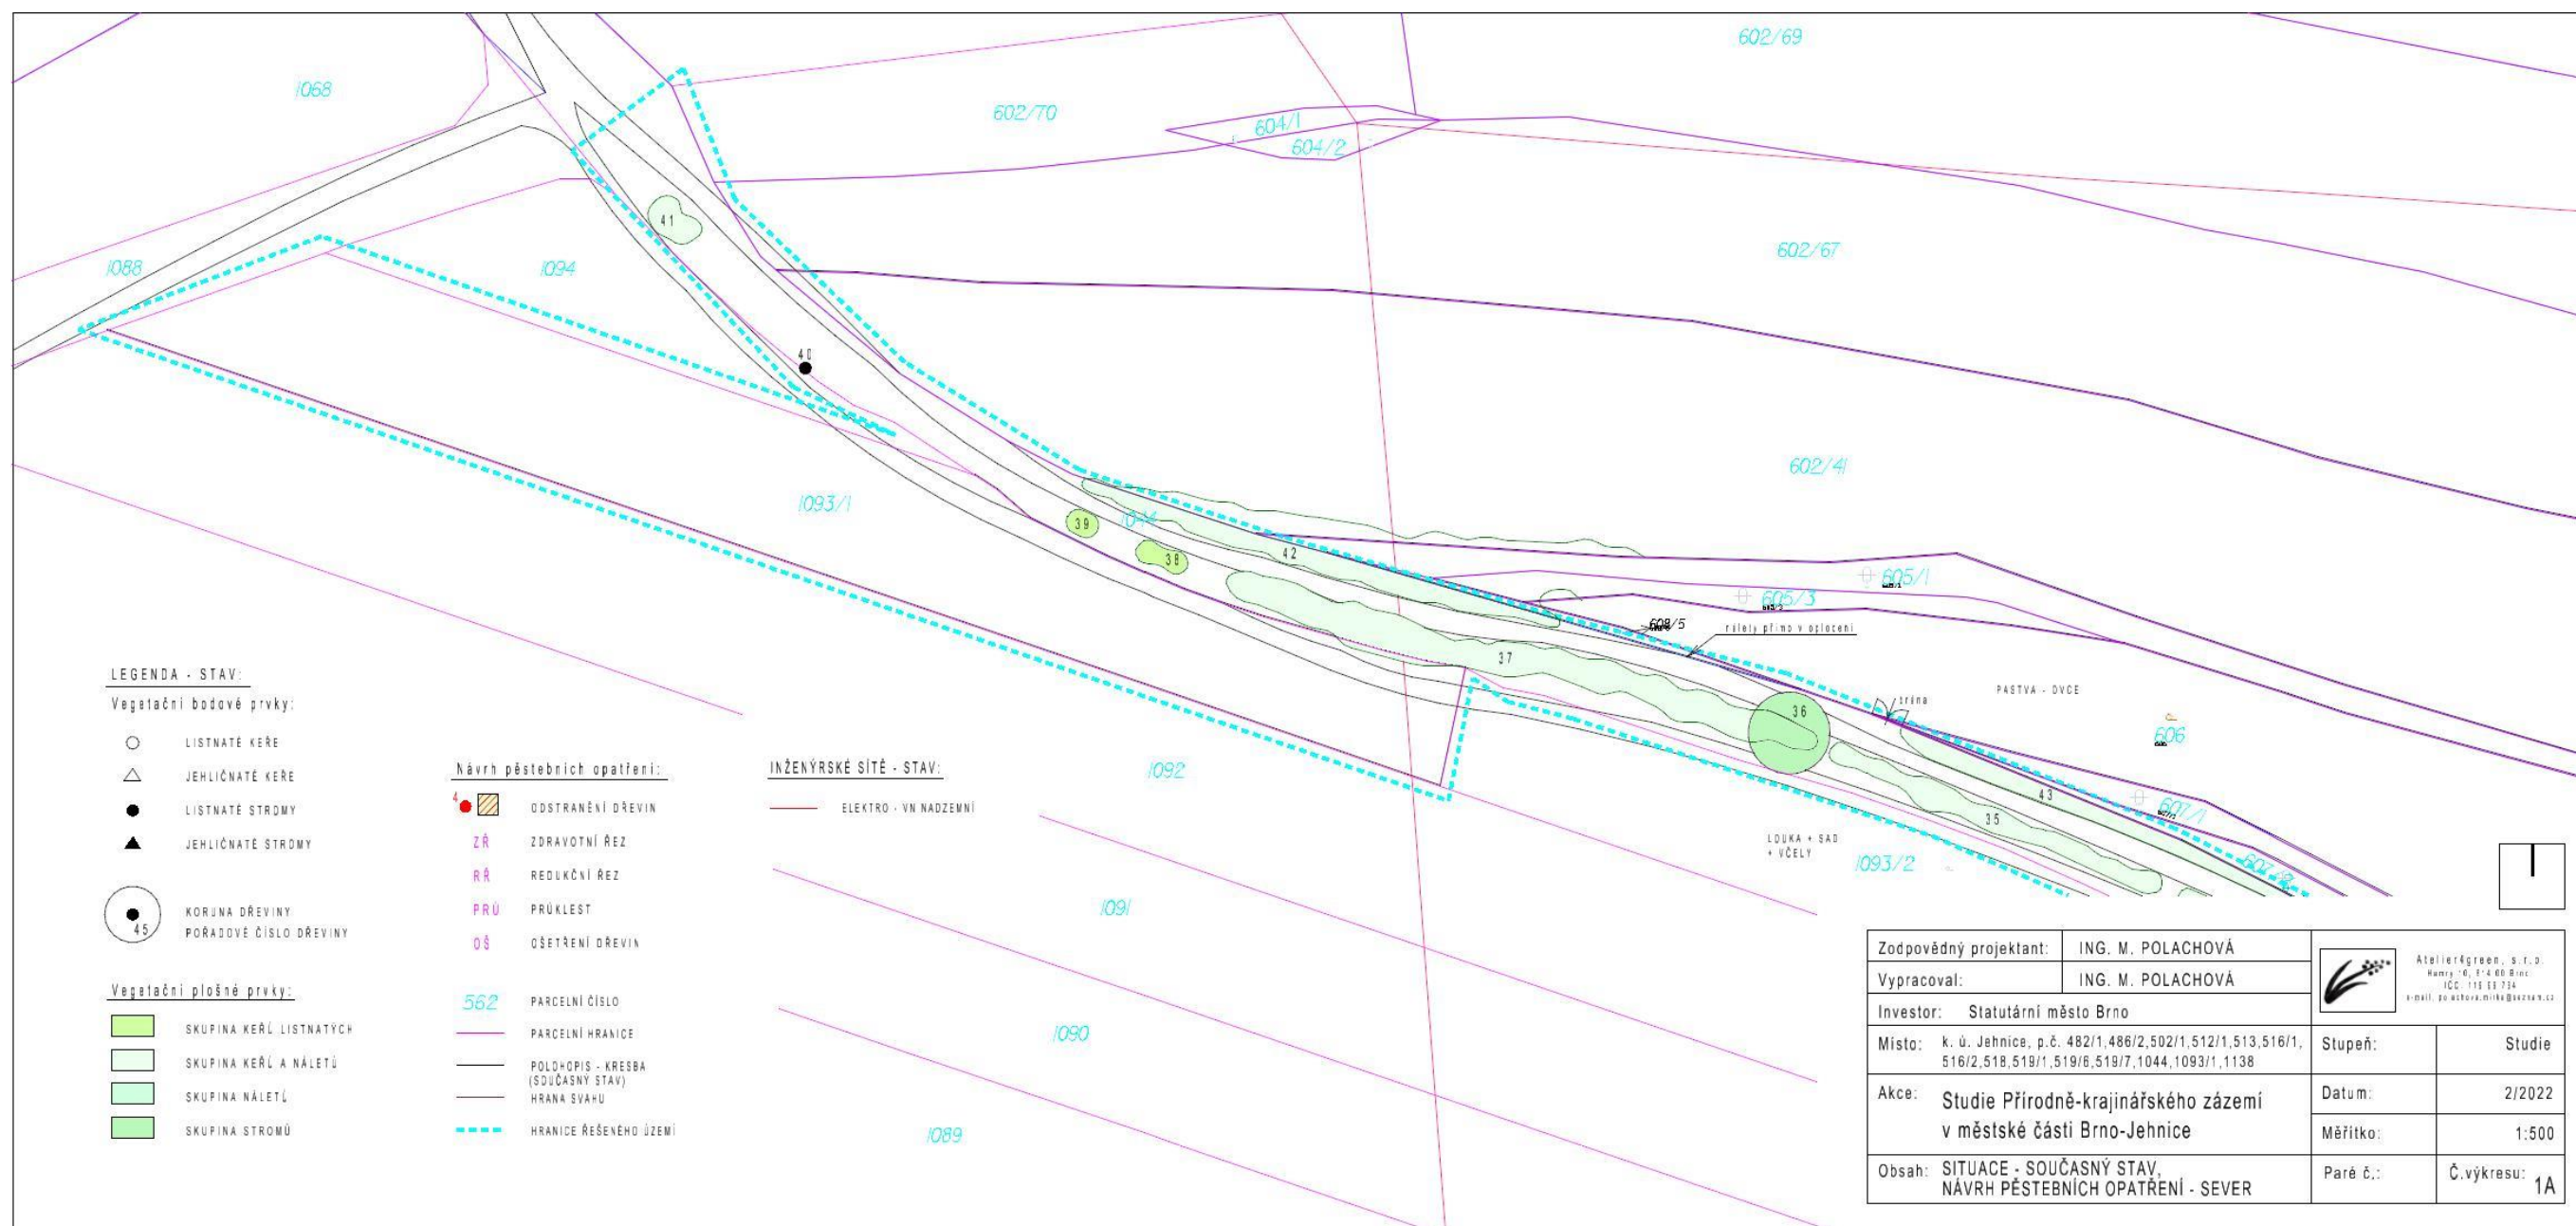 602/69
1068
602/70
604/1
604/2
41
602/67
1088
1094
40
602/41
1093/1
39
1044
38
42
605/1
605/3
608/5
nálety přímo v oplocení
37
PASTVA - OVCE
36
606
1092
43
607/1
35
LOUKA + SAD
+ VČELY
1093/2
607/2
1091
1090
1089
LEGENDA - STAV:
Vegetační bodové prvky:
LISTNATÉ KEŘE
JEHLIČNATÉ KEŘE
LISTNATÉ STROMY
JEHLIČNATÉ STROMY
45
KORUNA DŘEVINY
POŘADOVÉ ČÍSLO DŘEVINY
Vegetační plošné prvky:
SKUPINA KEŘŮ LISTNATÝCH
SKUPINA KEŘŮ A NÁLETŮ
SKUPINA NÁLETŮ
SKUPINA STROMŮ
Návrh pěstebních opatření:
4
ODSTRANĚNÍ DŘEVIN
ZŘ ZDRAVOTNÍ ŘEZ
RŘ REDUKČNÍ ŘEZ
PRŮ PRŮKLEST
OŠ OŠETŘENÍ DŘEVIN
562 PARCELNÍ ČÍSLO
PARCELNÍ HRANICE
POLOHOPIS - KRESBA
(SOUČASNÝ STAV)
HRANA SVAHU
HRANICE ŘEŠENÉHO ÚZEMÍ
INŽENÝRSKÉ SÍTĚ - STAV:
ELEKTRO - VN NADZEMNÍ
Zodpovědný projektant: ING. M. POLACHOVÁ
Vypracoval: ING. M. POLACHOVÁ
Investor: Statutární město Brno
Atelier4green, s.r.o.
Místo: k. ú. Jehnice, p.č. 482/1,486/2,502/1,512/1,513,516/1,
516/2,518,519/1,519/6,519/7,1044,1093/1,1138
Stupeň: Studie
Akce: Studie Přírodně-krajinářského zázemí
v městské části Brno-Jehnice
Datum: 2/2022
Měřítko: 1:500
Obsah: SITUACE - SOUČASNÝ STAV,
NÁVRH PĚSTEBNÍCH OPATŘENÍ - SEVER
Paré č.:
Č.výkresu: 1A